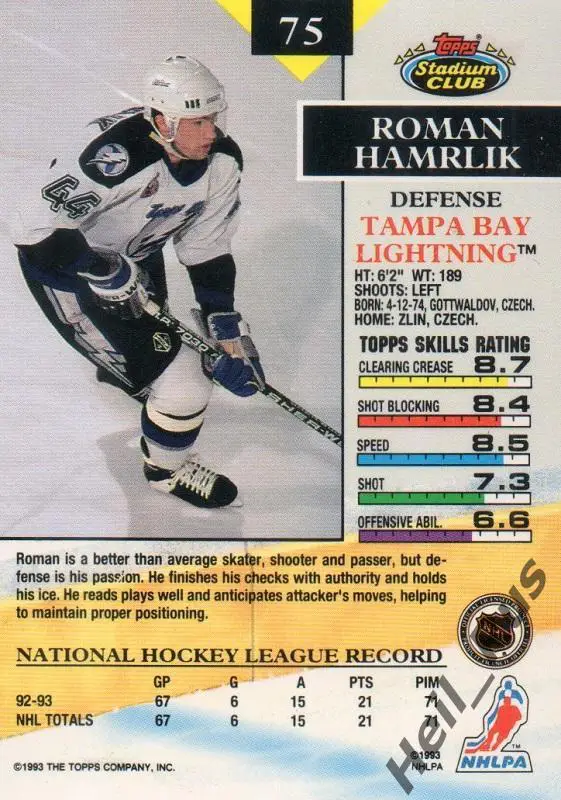 75
Topps
Stadium
CLUB
ROMAN
HAMRLIK
DEFENSE
TAMPA BAY
LIGHTNING™
HT: 6'2" WT: 189
SHOOTS: LEFT
BORN: 4-12-74, GOTTWALDOV, CZECH.
HOME: ZLIN, CZECH.
TOPPS SKILLS RATING
CLEARING CREASE 8.7
SHOT BLOCKING 8.4
SPEED 8.5
SHOT 7.3
OFFENSIVE ABIL. 6.6
44
Tampa Bay
Roman is a better than average skater, shooter and passer, but de-
fense is his passion. He finishes his checks with authority and holds
his ice. He reads plays well and anticipates attacker's moves, helping
to maintain proper positioning.
NATIONAL HOCKEY LEAGUE RECORD
GP G A PTS PIM
92-93 67 6 15 21 71
NHL TOTALS 67 6 15 21 71
NHL
©1993 THE TOPPS COMPANY, INC.
©1993
NHLPA
NHLPA
™